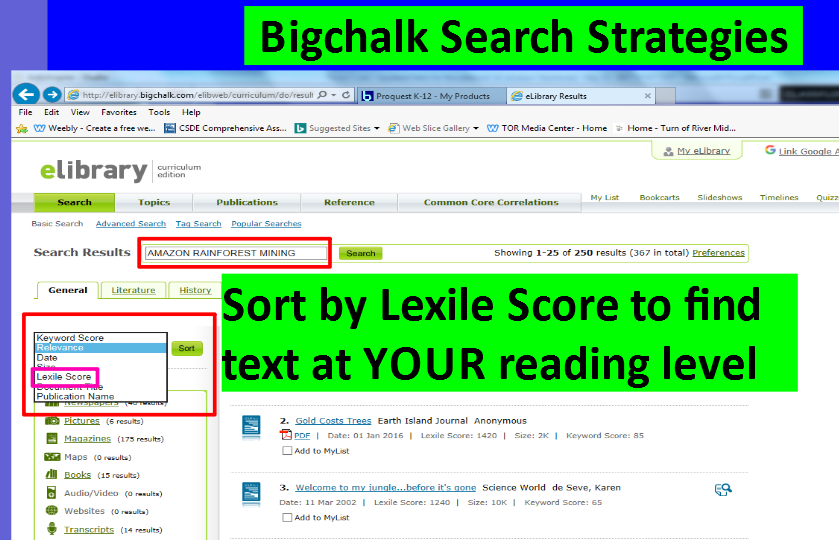 Bigchalk Search Strategies
http://elibrary.bigchalk.com/elibweb/curriculum/do/result
Proquest K-12 - My Products
eLibrary Results
File Edit View Favorites Tools Help
Weebly - Create a free we... CSDE Comprehensive Ass... Suggested Sites Web Slice Gallery TOR Media Center - Home Home - Turn of River Mid...
My eLibrary Link Google A
elibrary curriculum edition
Search Topics Publications Reference Common Core Correlations My List Bookcarts Slideshows Timelines Quizz
Basic Search Advanced Search Tag Search Popular Searches
Search Results AMAZON RAINFOREST MINING Search Showing 1-25 of 250 results (367 in total) Preferences
General Literature History
Sort by Lexile Score to find
text at YOUR reading level
Keyword Score
Relevance Sort
Date
Size
Lexile Score
Document Title
Publication Name
Newspapers (40 results)
Pictures (6 results)
Magazines (175 results)
Maps (0 results)
Books (15 results)
Audio/Video (0 results)
Websites (0 results)
Transcripts (14 results)
2. Gold Costs Trees Earth Island Journal Anonymous
PDF | Date: 01 Jan 2016 | Lexile Score: 1420 | Size: 2K | Keyword Score: 85
Add to MyList
3. Welcome to my jungle...before it's gone Science World de Seve, Karen
Date: 11 Mar 2002 | Lexile Score: 1240 | Size: 10K | Keyword Score: 65
Add to MyList